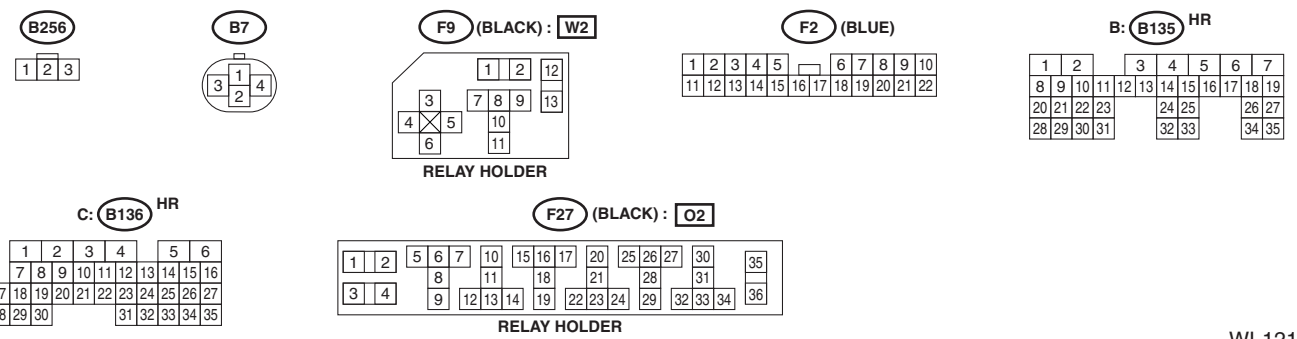 B256
1 2 3
B7
1
3 4
2
F9 (BLACK) : W2
1 2 12
3 7 8 9 13
4 5 10
6 11
RELAY HOLDER
F2 (BLUE)
1 2 3 4 5 6 7 8 9 10
11 12 13 14 15 16 17 18 19 20 21 22
B: B135 HR
1 2 3 4 5 6 7
8 9 10 11 12 13 14 15 16 17 18 19
20 21 22 23 24 25 26 27
28 29 30 31 32 33 34 35
C: B136 HR
1 2 3 4 5 6
7 8 9 10 11 12 13 14 15 16
7 18 19 20 21 22 23 24 25 26 27
8 29 30 31 32 33 34 35
F27 (BLACK) : O2
1 2 5 6 7 10 15 16 17 20 25 26 27 30 35
8 11 18 21 28 31
3 4 9 12 13 14 19 22 23 24 29 32 33 34 36
RELAY HOLDER